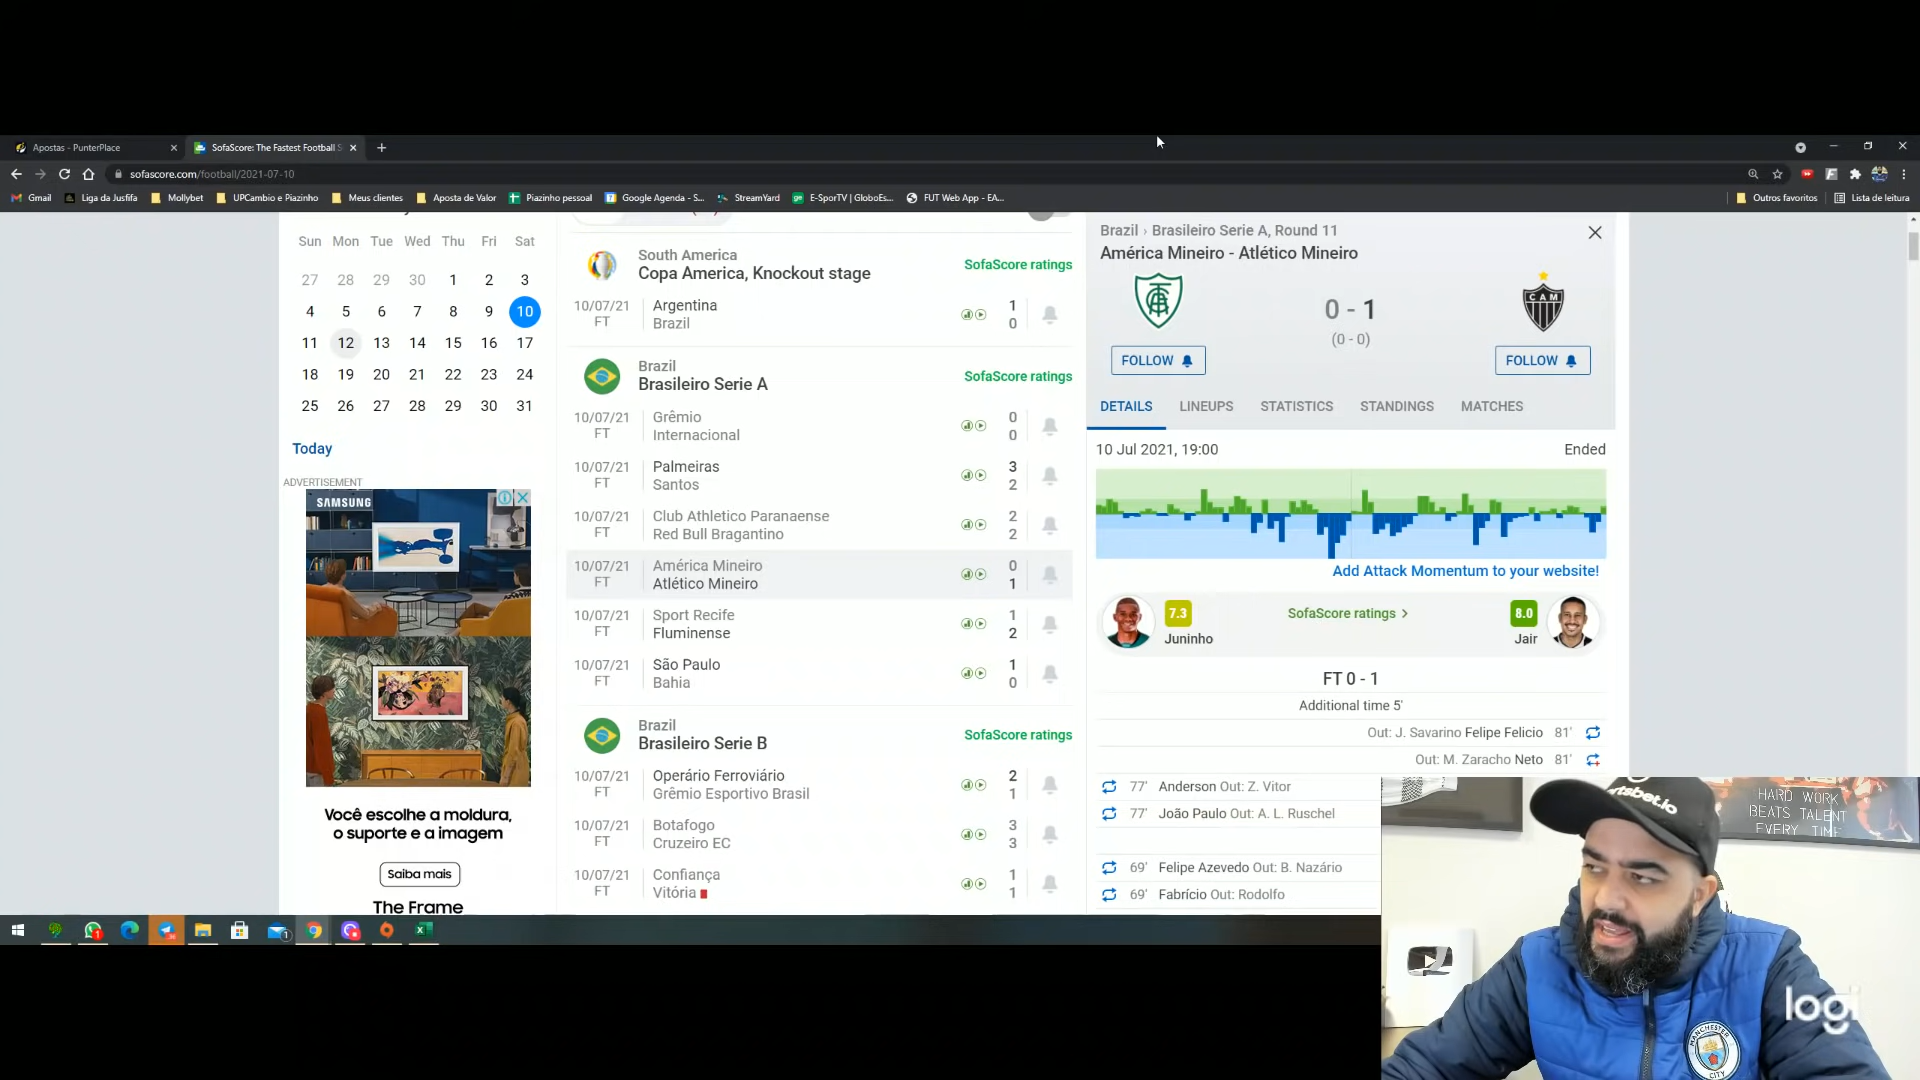 Apostas - PunterPlace
SofaScore: The Fastest Football S
sofascore.com/football/2021-07-10
Gmail
Liga da Jusfifa
Mollybet
UPCambio e Piazinho
Meus clientes
Aposta de Valor
Piazinho pessoal
Google Agenda - S...
StreamYard
E-SporTV | GloboEs...
FUT Web App - EA...
Outros favoritos
Lista de leitura
Sun Mon Tue Wed Thu Fri Sat
27 28 29 30 1 2 3
4 5 6 7 8 9 10
11 12 13 14 15 16 17
18 19 20 21 22 23 24
25 26 27 28 29 30 31
Today
ADVERTISEMENT
SAMSUNG
Você escolhe a moldura,
o suporte e a imagem
Saiba mais
The Frame
South America
Copa America, Knockout stage
SofaScore ratings
10/07/21 Argentina 1
FT Brazil 0
Brazil
Brasileiro Serie A
SofaScore ratings
10/07/21 Grêmio 0
FT Internacional 0
10/07/21 Palmeiras 3
FT Santos 2
10/07/21 Club Athletico Paranaense 2
FT Red Bull Bragantino 2
10/07/21 América Mineiro 0
FT Atlético Mineiro 1
10/07/21 Sport Recife 1
FT Fluminense 2
10/07/21 São Paulo 1
FT Bahia 0
Brazil
Brasileiro Serie B
SofaScore ratings
10/07/21 Operário Ferroviário 2
FT Grêmio Esportivo Brasil 1
10/07/21 Botafogo 3
FT Cruzeiro EC 3
10/07/21 Confiança 1
FT Vitória 1
Brazil › Brasileiro Serie A, Round 11
América Mineiro - Atlético Mineiro
CAM
0 - 1
(0 - 0)
FOLLOW
FOLLOW
DETAILS LINEUPS STATISTICS STANDINGS MATCHES
10 Jul 2021, 19:00 Ended
Add Attack Momentum to your website!
7.3
Juninho
SofaScore ratings >
8.0
Jair
FT 0 - 1
Additional time 5'
Out: J. Savarino Felipe Felicio 81'
Out: M. Zaracho Neto 81'
77' Anderson Out: Z. Vitor
77' João Paulo Out: A. L. Ruschel
69' Felipe Azevedo Out: B. Nazário
69' Fabrício Out: Rodolfo
HARD WORK
BEATS TALENT
EVERY TIME
rtsbet.io
logi
MANCHESTER
CITY